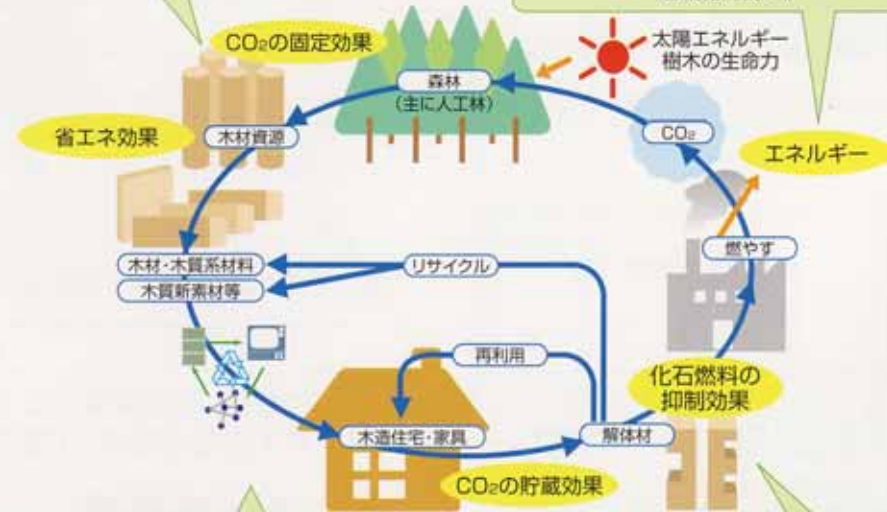 CO₂の固定効果
太陽エネルギー
樹木の生命力
森林
(主に人工林)
省エネ効果
木材資源
CO₂
エネルギー
燃やす
木材・木質系材料
木質新素材等
リサイクル
再利用
化石燃料の
抑制効果
木造住宅・家具
解体材
CO₂の貯蔵効果